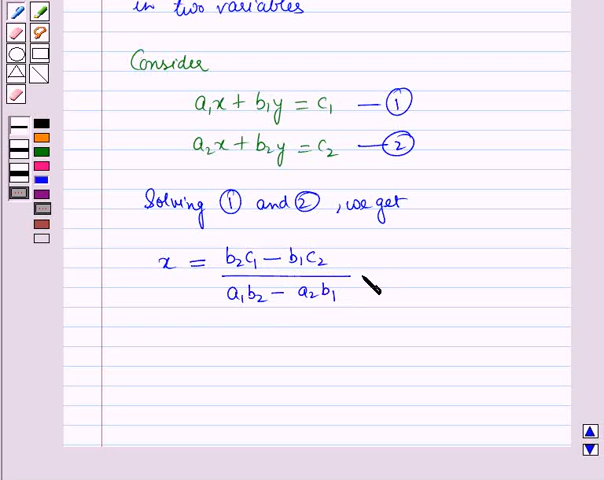 in two variables
Consider
a₁x + b₁y = c₁ — ①
a₂x + b₂y = c₂ — ②
Solving ① and ②, we get
x = b₂c₁ − b₁c₂
a₁b₂ − a₂b₁